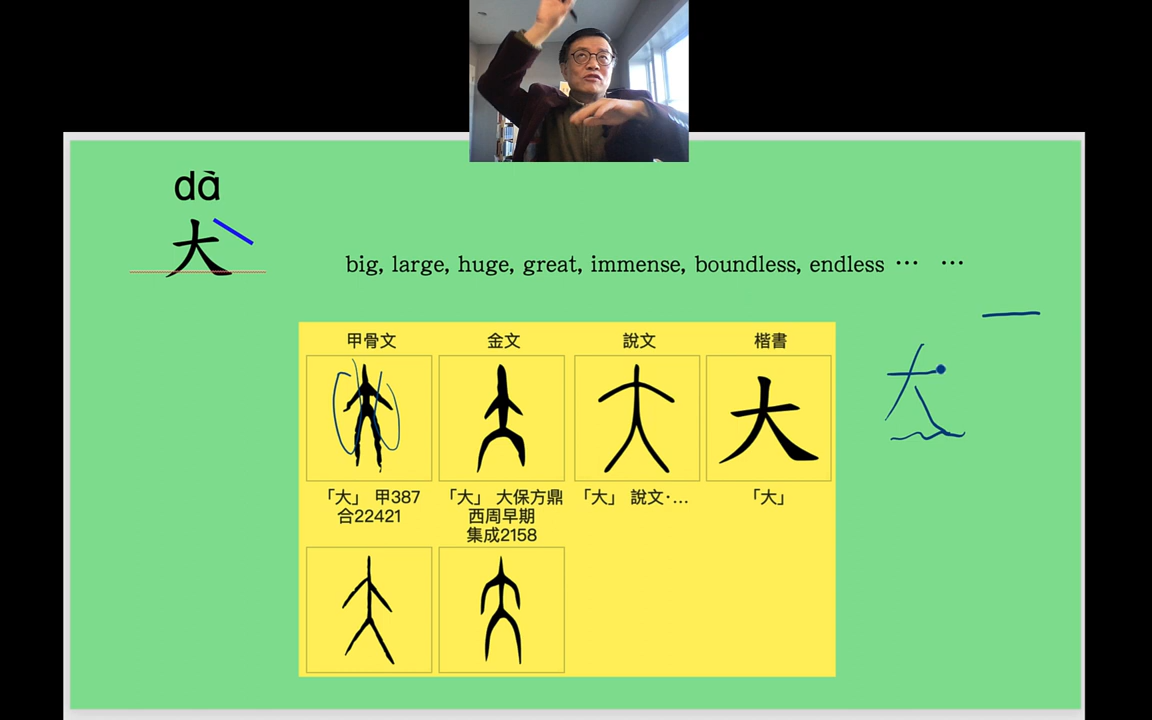 dà
大
big, large, huge, great, immense, boundless, endless … …
甲骨文 金文 說文 楷書
大
「大」 甲387 「大」 大保方鼎 「大」 說文·… 「大」
合22421 西周早期
集成2158